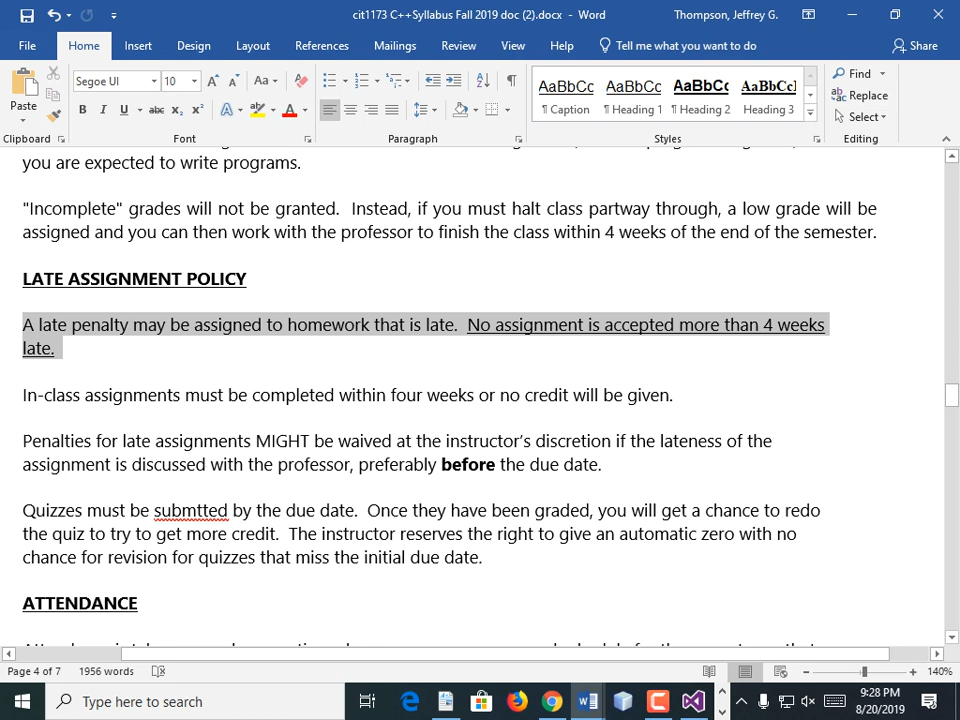 cit1173 C++Syllabus Fall 2019 doc (2).docx - Word
Thompson, Jeffrey G.
File Home Insert Design Layout References Mailings Review View Help Tell me what you want to do Share
Paste
Segoe UI 10 Aa
B I U abc x₂ x² A A
AaBbCc AaBbCc AaBbCc AaBbCc
¶ Caption ¶ Heading 1 ¶ Heading 2 Heading 3
Find
Replace
Select
Clipboard Font Paragraph Styles Editing
you are expected to write programs.
"Incomplete" grades will not be granted. Instead, if you must halt class partway through, a low grade will be
assigned and you can then work with the professor to finish the class within 4 weeks of the end of the semester.
LATE ASSIGNMENT POLICY
A late penalty may be assigned to homework that is late. No assignment is accepted more than 4 weeks
late.
In-class assignments must be completed within four weeks or no credit will be given.
Penalties for late assignments MIGHT be waived at the instructor's discretion if the lateness of the
assignment is discussed with the professor, preferably before the due date.
Quizzes must be submtted by the due date. Once they have been graded, you will get a chance to redo
the quiz to try to get more credit. The instructor reserves the right to give an automatic zero with no
chance for revision for quizzes that miss the initial due date.
ATTENDANCE
Page 4 of 7 1956 words 140%
Type here to search
9:28 PM
8/20/2019